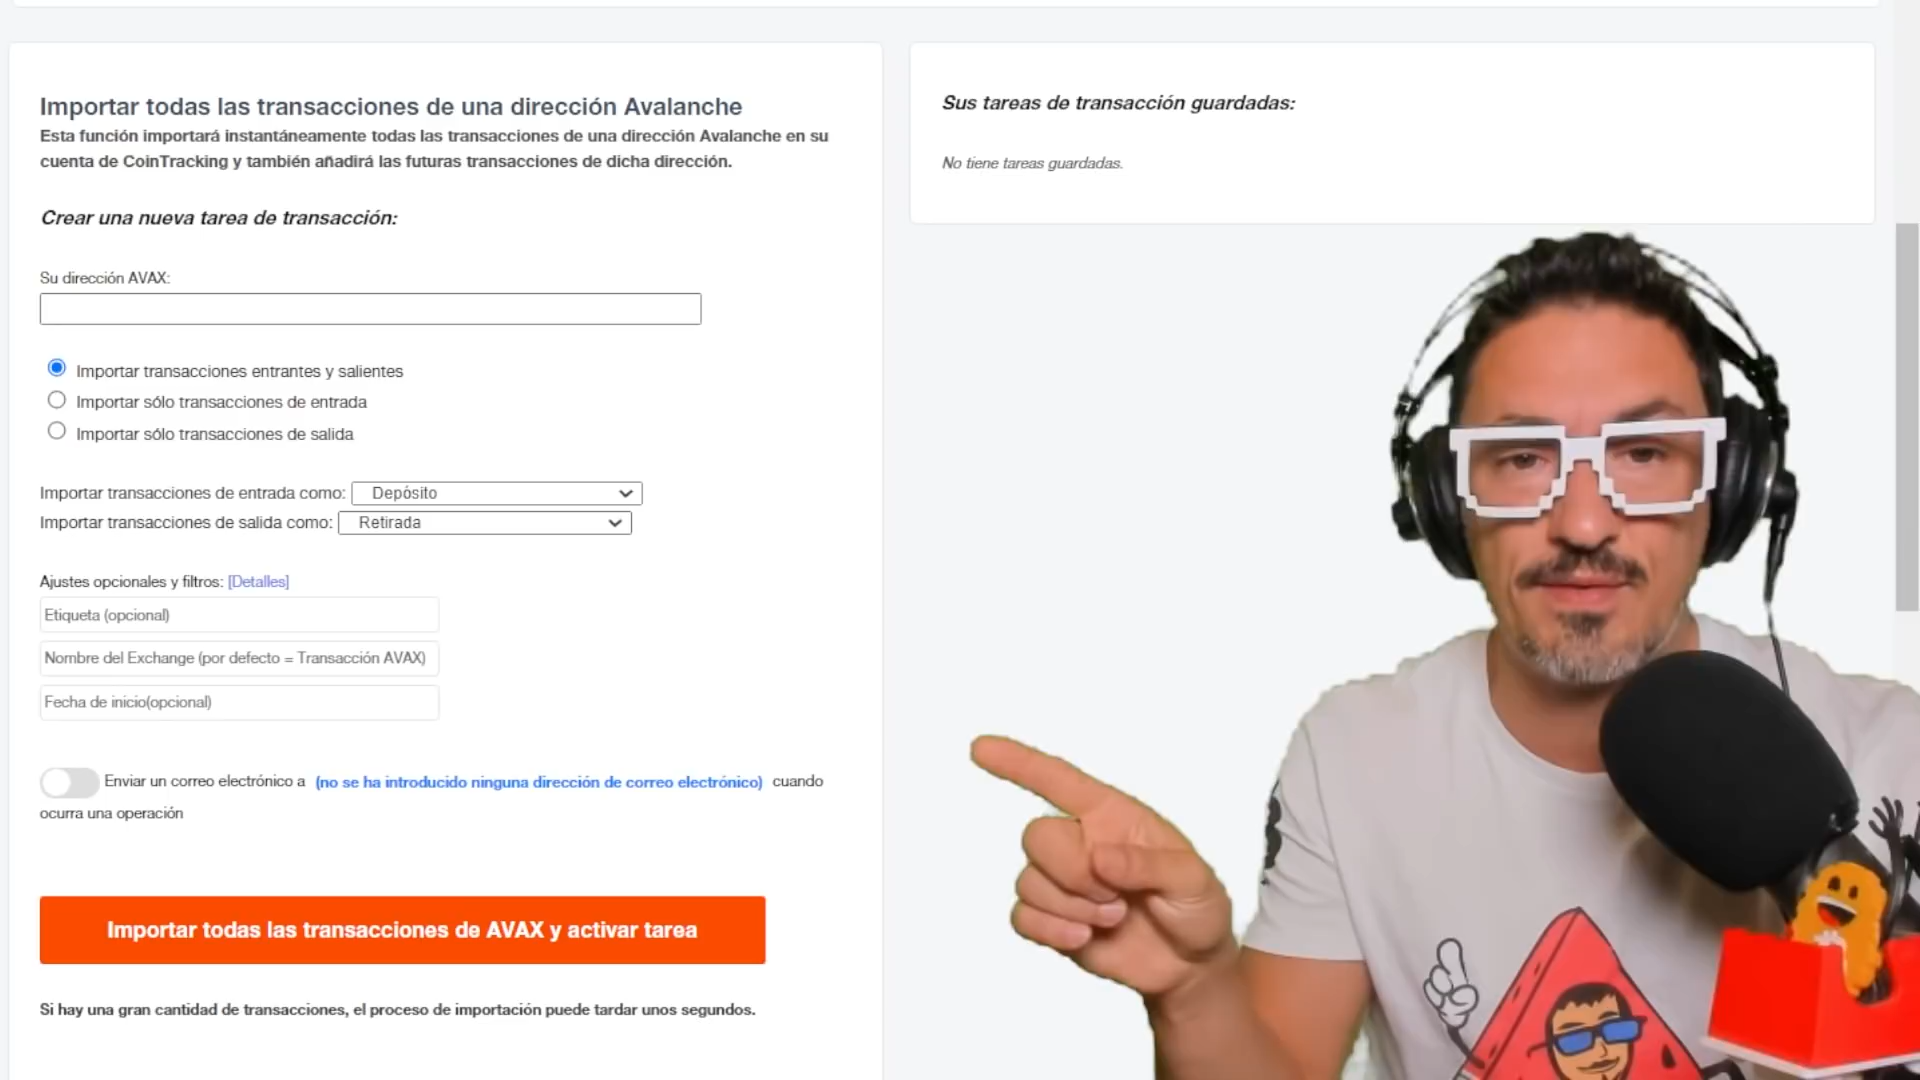 Importar todas las transacciones de una dirección Avalanche
Esta función importará instantáneamente todas las transacciones de una dirección Avalanche en su
cuenta de CoinTracking y también añadirá las futuras transacciones de dicha dirección.
Crear una nueva tarea de transacción:
Su dirección AVAX:
Importar transacciones entrantes y salientes
Importar sólo transacciones de entrada
Importar sólo transacciones de salida
Importar transacciones de entrada como: Depósito
Importar transacciones de salida como: Retirada
Ajustes opcionales y filtros: [Detalles]
Etiqueta (opcional)
Nombre del Exchange (por defecto = Transacción AVAX)
Fecha de inicio(opcional)
Enviar un correo electrónico a (no se ha introducido ninguna dirección de correo electrónico) cuando
ocurra una operación
Importar todas las transacciones de AVAX y activar tarea
Si hay una gran cantidad de transacciones, el proceso de importación puede tardar unos segundos.
Sus tareas de transacción guardadas:
No tiene tareas guardadas.